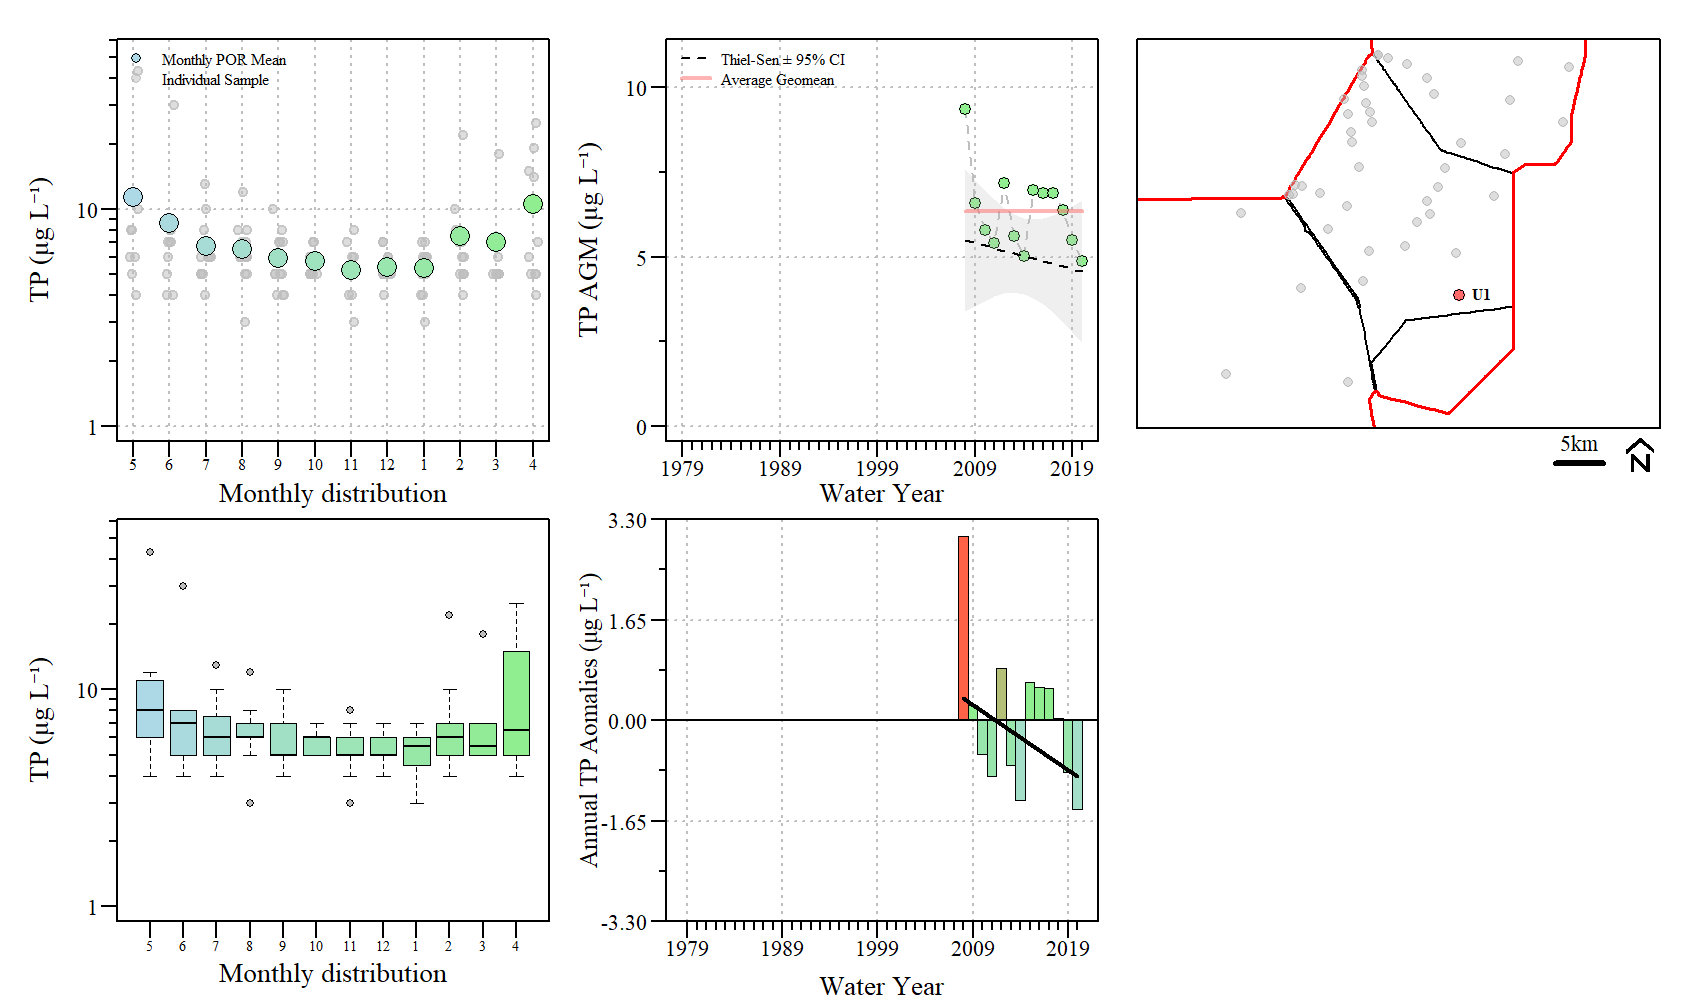 Monthly POR Mean
Individual Sample
TP (µg L⁻¹)
10
1
5 6 7 8 9 10 11 12 1 2 3 4
Monthly distribution
Thiel-Sen ± 95% CI
Average Geomean
TP AGM (µg L⁻¹)
10
5
0
1979 1989 1999 2009 2019
Water Year
U1
5km
N
TP (µg L⁻¹)
10
1
5 6 7 8 9 10 11 12 1 2 3 4
Monthly distribution
Annual TP Aomalies (µg L⁻¹)
3.30
1.65
0.00
-1.65
-3.30
1979 1989 1999 2009 2019
Water Year